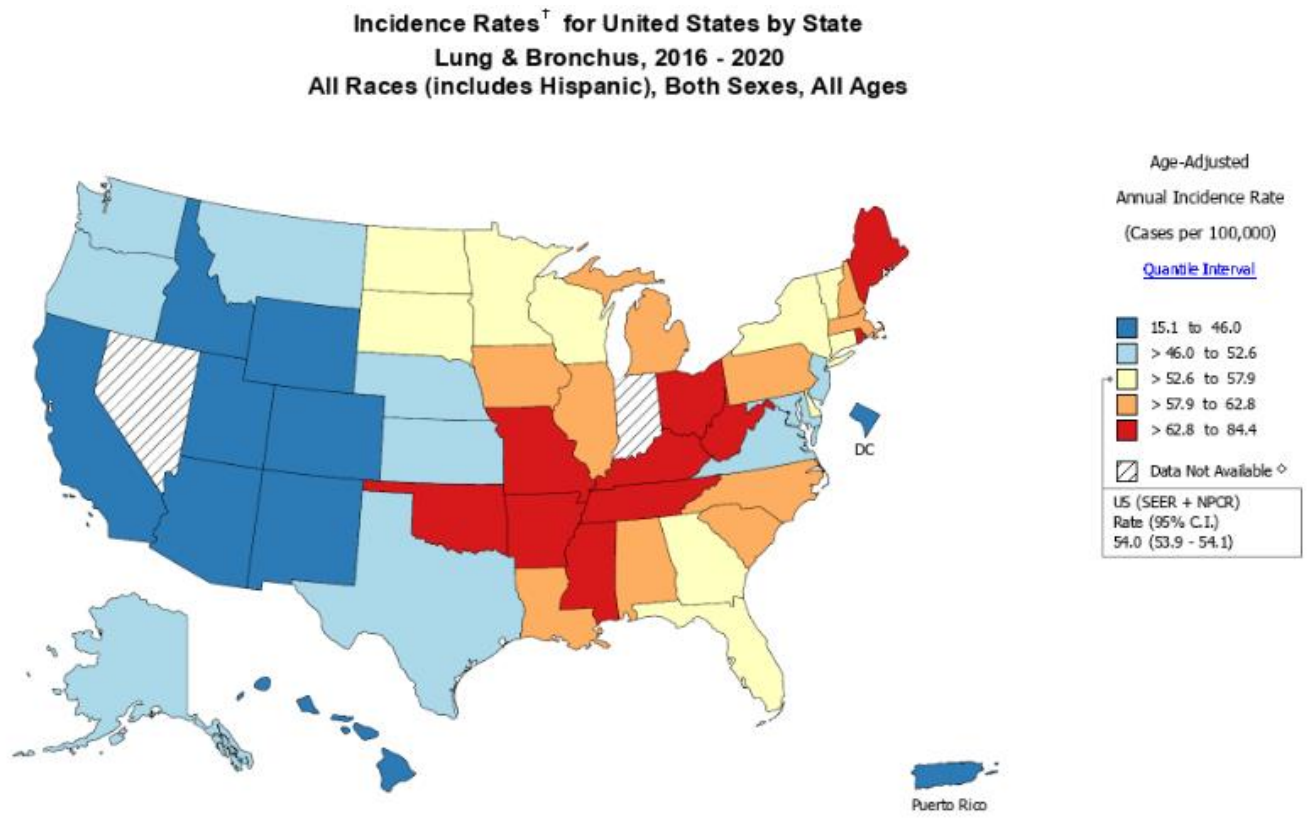 Incidence Rates† for United States by State
Lung & Bronchus, 2016 - 2020
All Races (includes Hispanic), Both Sexes, All Ages
Age-Adjusted
Annual Incidence Rate
(Cases per 100,000)
Quantile Interval
15.1 to 46.0
> 46.0 to 52.6
> 52.6 to 57.9
> 57.9 to 62.8
> 62.8 to 84.4
Data Not Available ◇
US (SEER + NPCR)
Rate (95% C.I.)
54.0 (53.9 - 54.1)
DC
Puerto Rico